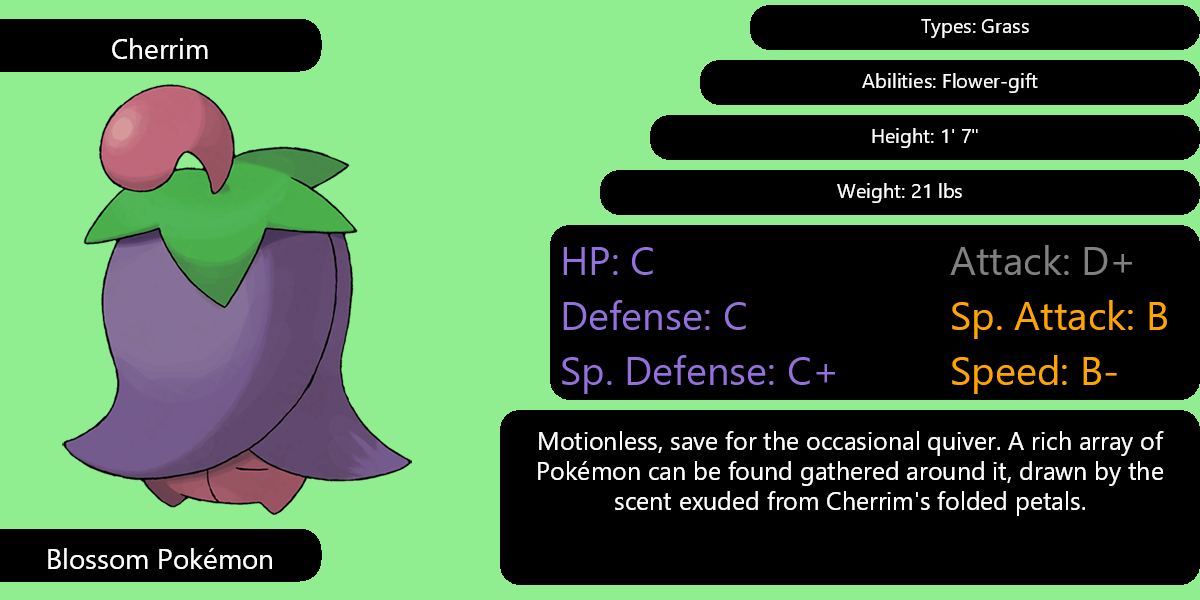 Cherrim
Types: Grass
Abilities: Flower-gift
Height: 1' 7"
Weight: 21 lbs
HP: C
Attack: D+
Defense: C
Sp. Attack: B
Sp. Defense: C+
Speed: B-
Motionless, save for the occasional quiver. A rich array of
Pokémon can be found gathered around it, drawn by the
scent exuded from Cherrim's folded petals.
Blossom Pokémon